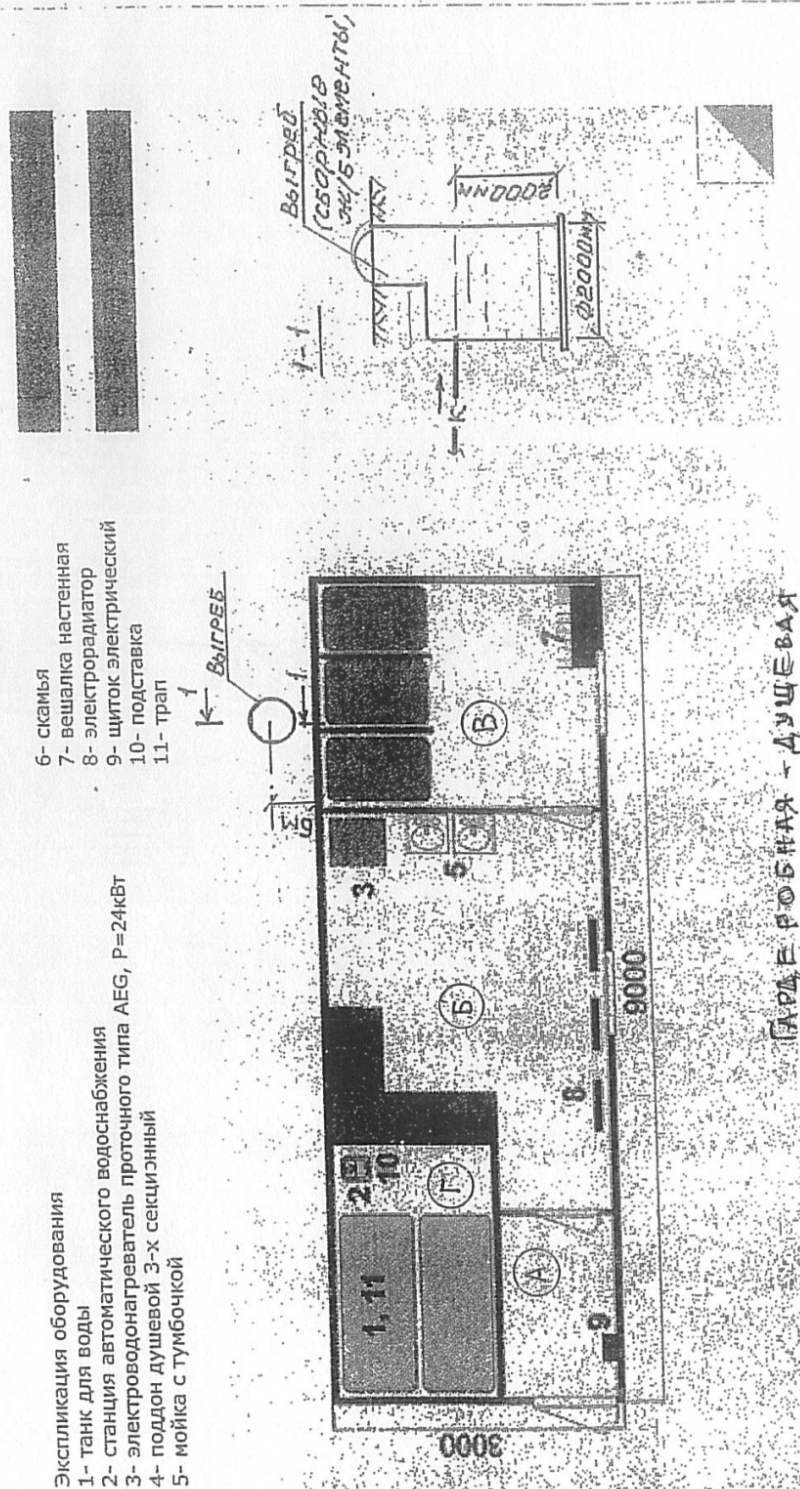 Экспликация оборудования
1- танк для воды
2- станция автоматического водоснабжения
3- электроводонагреватель проточного типа AEG, P=24кВт
4- поддон душевой 3-х секционный
5- мойка с тумбочкой
6- скамья
7- вешалка настенная
8- электрорадиатор
9- щиток электрический
10- подставка
11- трап
1
Выгреб
1
1-1
Выгреб
(сборные
ж/б элементы)
К
2000мм
Ф2000мм
1, 11
2
10
Г
А
9
3
5
Б
8
В
7
3000
9000
Гардеробная - душевая